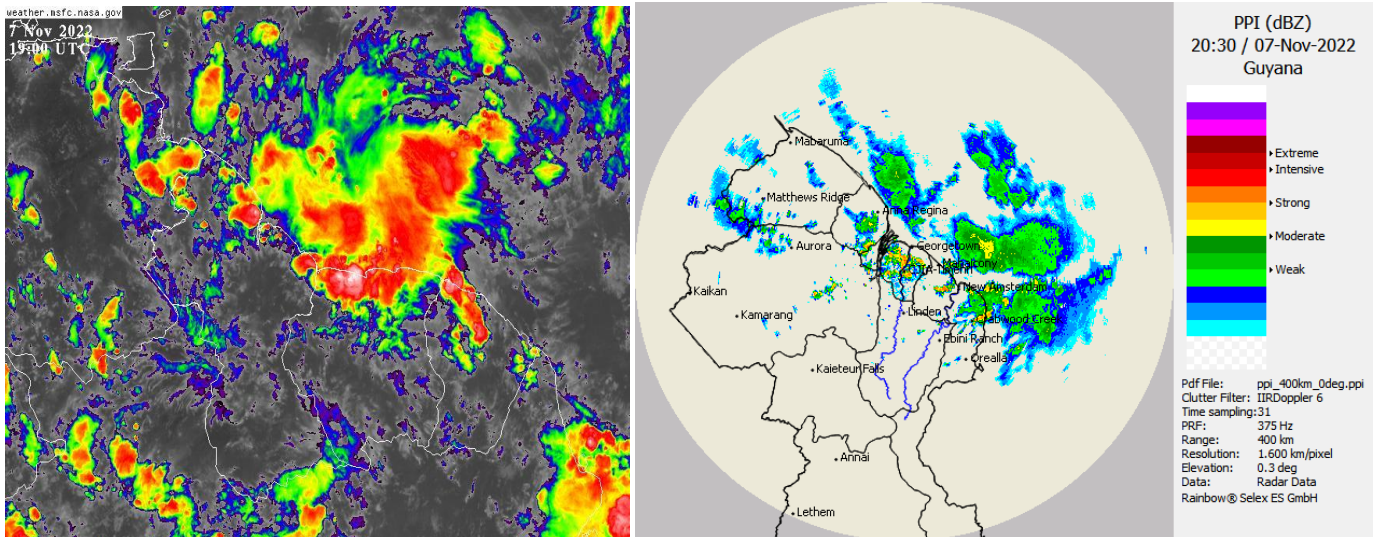 weather.msfc.nasa.gov
7 Nov 2022
19:00 UTC
Mabaruma
Matthews Ridge
Anna Regina
Aurora
Georgetown
Mahaicony
Kaikan
New Amsterdam
Kamarang
Linden
Ebini Ranch
Orealla
Kaieteur Falls
Annai
Lethem
PPI (dBZ)
20:30 / 07-Nov-2022
Guyana
Extreme
Intensive
Strong
Moderate
Weak
Pdf File: ppi_400km_0deg.ppi
Clutter Filter: IIRDoppler 6
Time sampling:31
PRF: 375 Hz
Range: 400 km
Resolution: 1.600 km/pixel
Elevation: 0.3 deg
Data: Radar Data
Rainbow® Selex ES GmbH